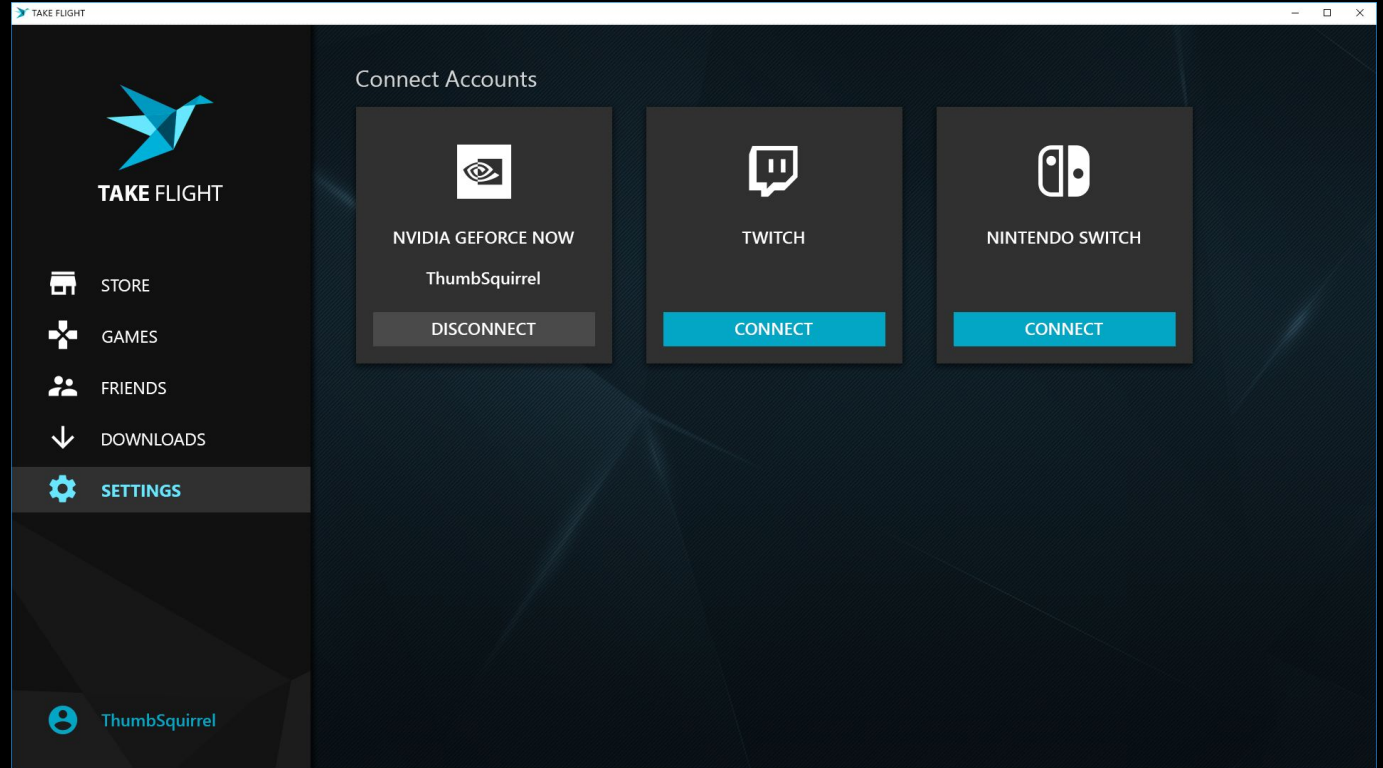 TAKE FLIGHT
TAKE FLIGHT
STORE
GAMES
FRIENDS
DOWNLOADS
SETTINGS
ThumbSquirrel
Connect Accounts
NVIDIA GEFORCE NOW
ThumbSquirrel
DISCONNECT
TWITCH
CONNECT
NINTENDO SWITCH
CONNECT